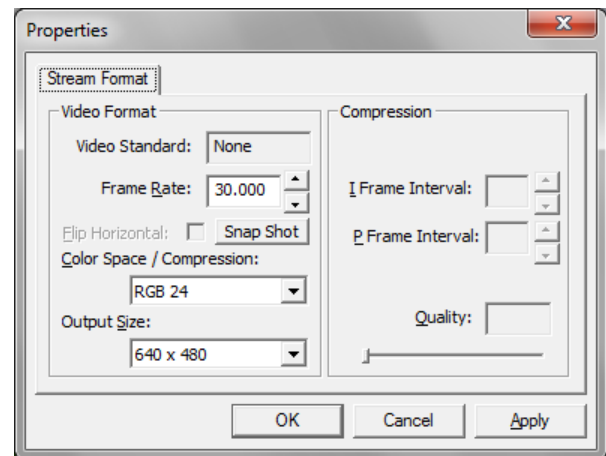 Properties
Stream Format
Video Format
Video Standard: None
Frame Rate: 30.000
Flip Horizontal: Snap Shot
Color Space / Compression:
RGB 24
Output Size:
640 x 480
Compression
I Frame Interval:
P Frame Interval:
Quality:
OK Cancel Apply